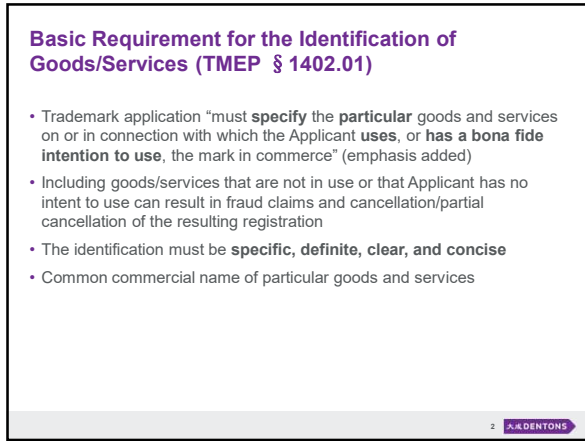 Basic Requirement for the Identification of
Goods/Services (TMEP § 1402.01)
• Trademark application “must specify the particular goods and services
on or in connection with which the Applicant uses, or has a bona fide
intention to use, the mark in commerce” (emphasis added)
• Including goods/services that are not in use or that Applicant has no
intent to use can result in fraud claims and cancellation/partial
cancellation of the resulting registration
• The identification must be specific, definite, clear, and concise
• Common commercial name of particular goods and services
2 大成 DENTONS